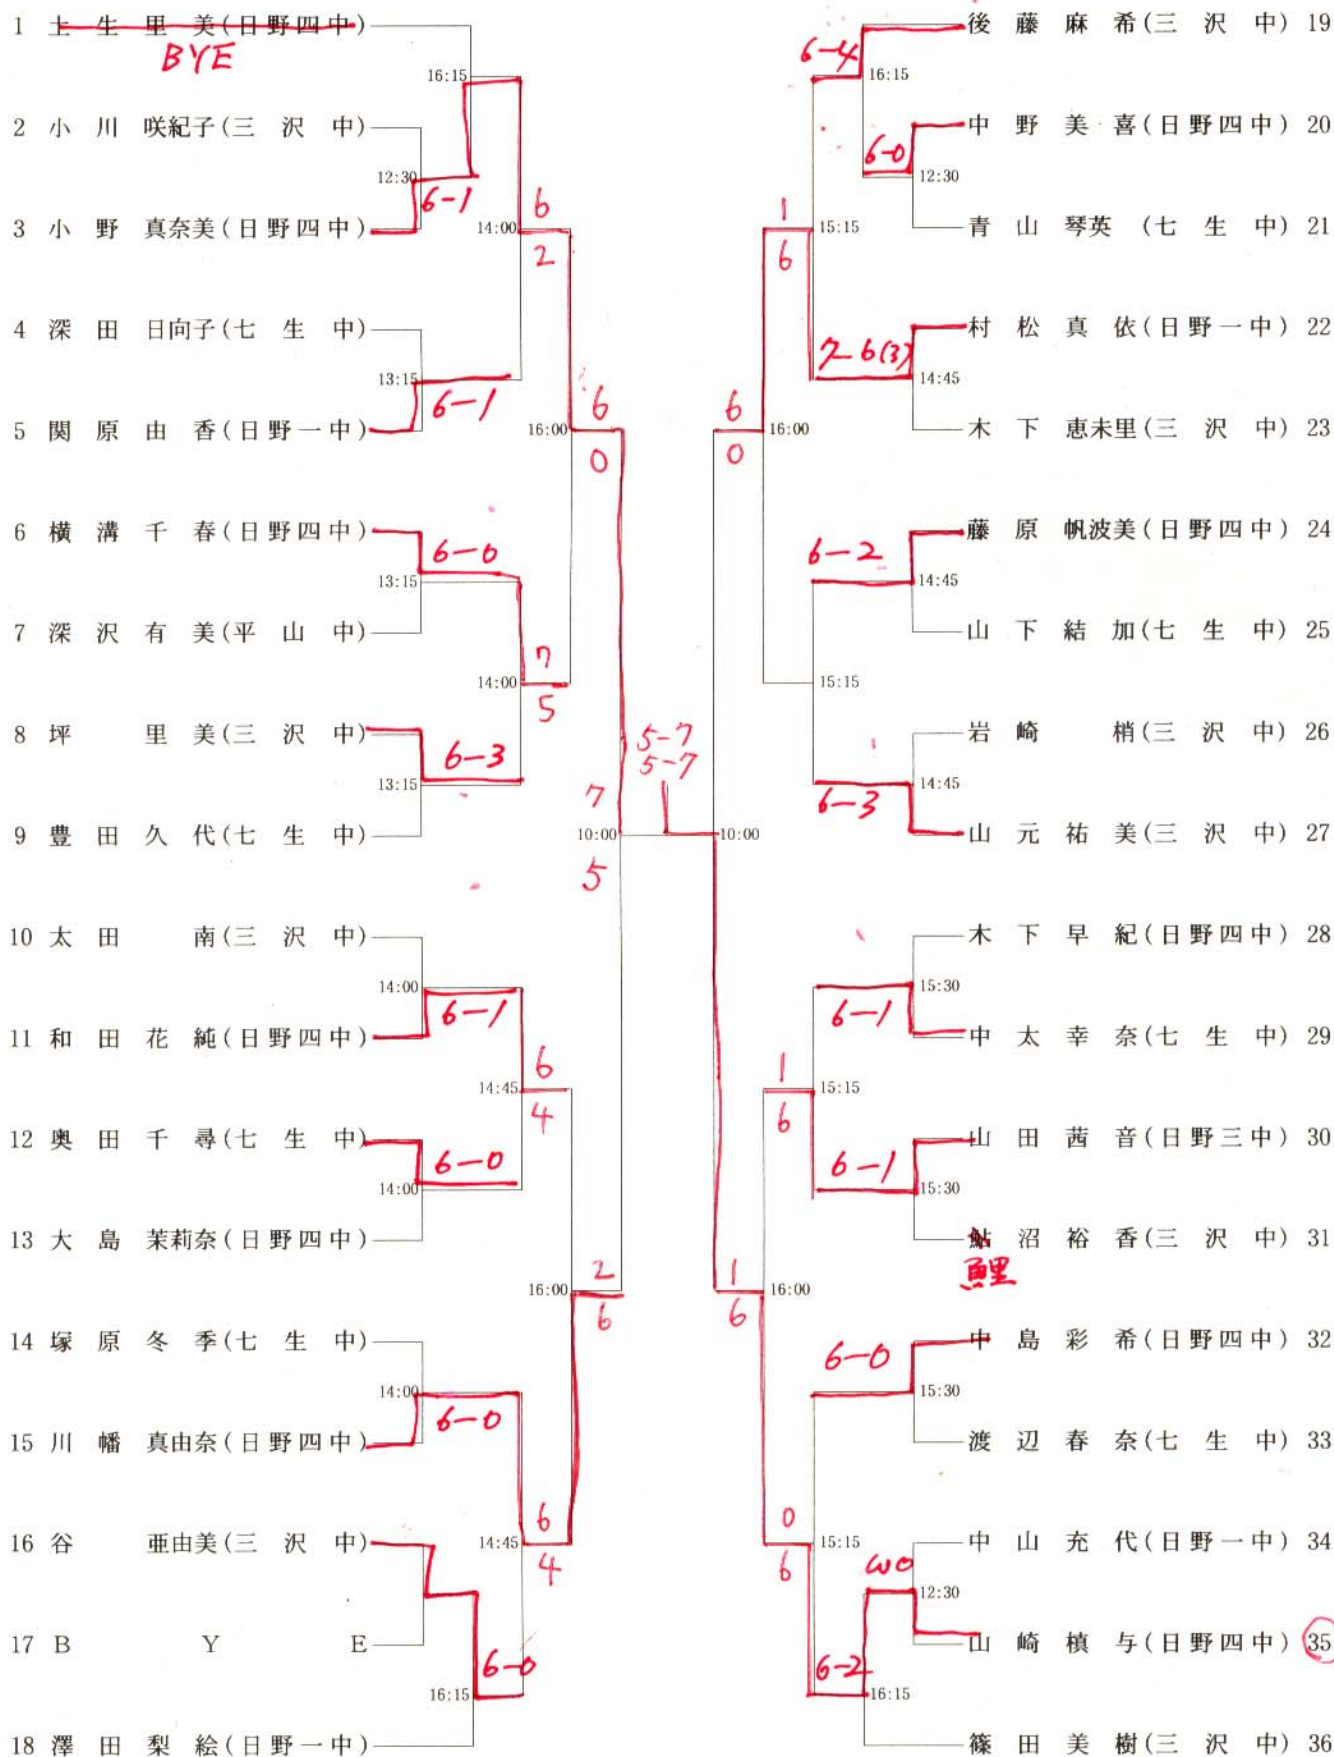 1 土生里美(日野四中)
BYE
16:15
2 小川咲紀子(三沢中)
12:30
6-1
3 小野真奈美(日野四中)
14:00
6
2
4 深田日向子(七生中)
13:15
6-1
5 関原由香(日野一中)
16:00
6
0
6 横溝千春(日野四中)
6-0
13:15
7 深沢有美(平山中)
14:00
7
5
8 坪里美(三沢中)
6-3
13:15
9 豊田久代(七生中)
7
10:00
5
10 太田南(三沢中)
14:00
6-1
11 和田花純(日野四中)
14:45
6
4
12 奥田千尋(七生中)
6-0
14:00
13 大島茉莉奈(日野四中)
16:00
2
6
14 塚原冬季(七生中)
14:00
6-0
15 川幡真由奈(日野四中)
14:45
6
4
16 谷亜由美(三沢中)
17 BYE
6-0
16:15
18 澤田梨絵(日野一中)
5-7
5-7
後藤麻希(三沢中) 19
6-4
16:15
中野美喜(日野四中) 20
6-0
12:30
青山琴英(七生中) 21
1
6
15:15
村松真依(日野一中) 22
7-6(3)
14:45
木下恵未里(三沢中) 23
6
0
16:00
藤原帆波美(日野四中) 24
6-2
14:45
山下結加(七生中) 25
15:15
岩崎梢(三沢中) 26
14:45
6-3
山元祐美(三沢中) 27
10:00
木下早紀(日野四中) 28
15:30
6-1
中太幸奈(七生中) 29
1
6
15:15
山田茜音(日野三中) 30
6-1
15:30
鮎沼裕香(三沢中) 31
鯉
1
6
16:00
中島彩希(日野四中) 32
6-0
15:30
渡辺春奈(七生中) 33
0
6
15:15
中山充代(日野一中) 34
WO
12:30
山崎槙与(日野四中) 35
6-2
16:15
篠田美樹(三沢中) 36